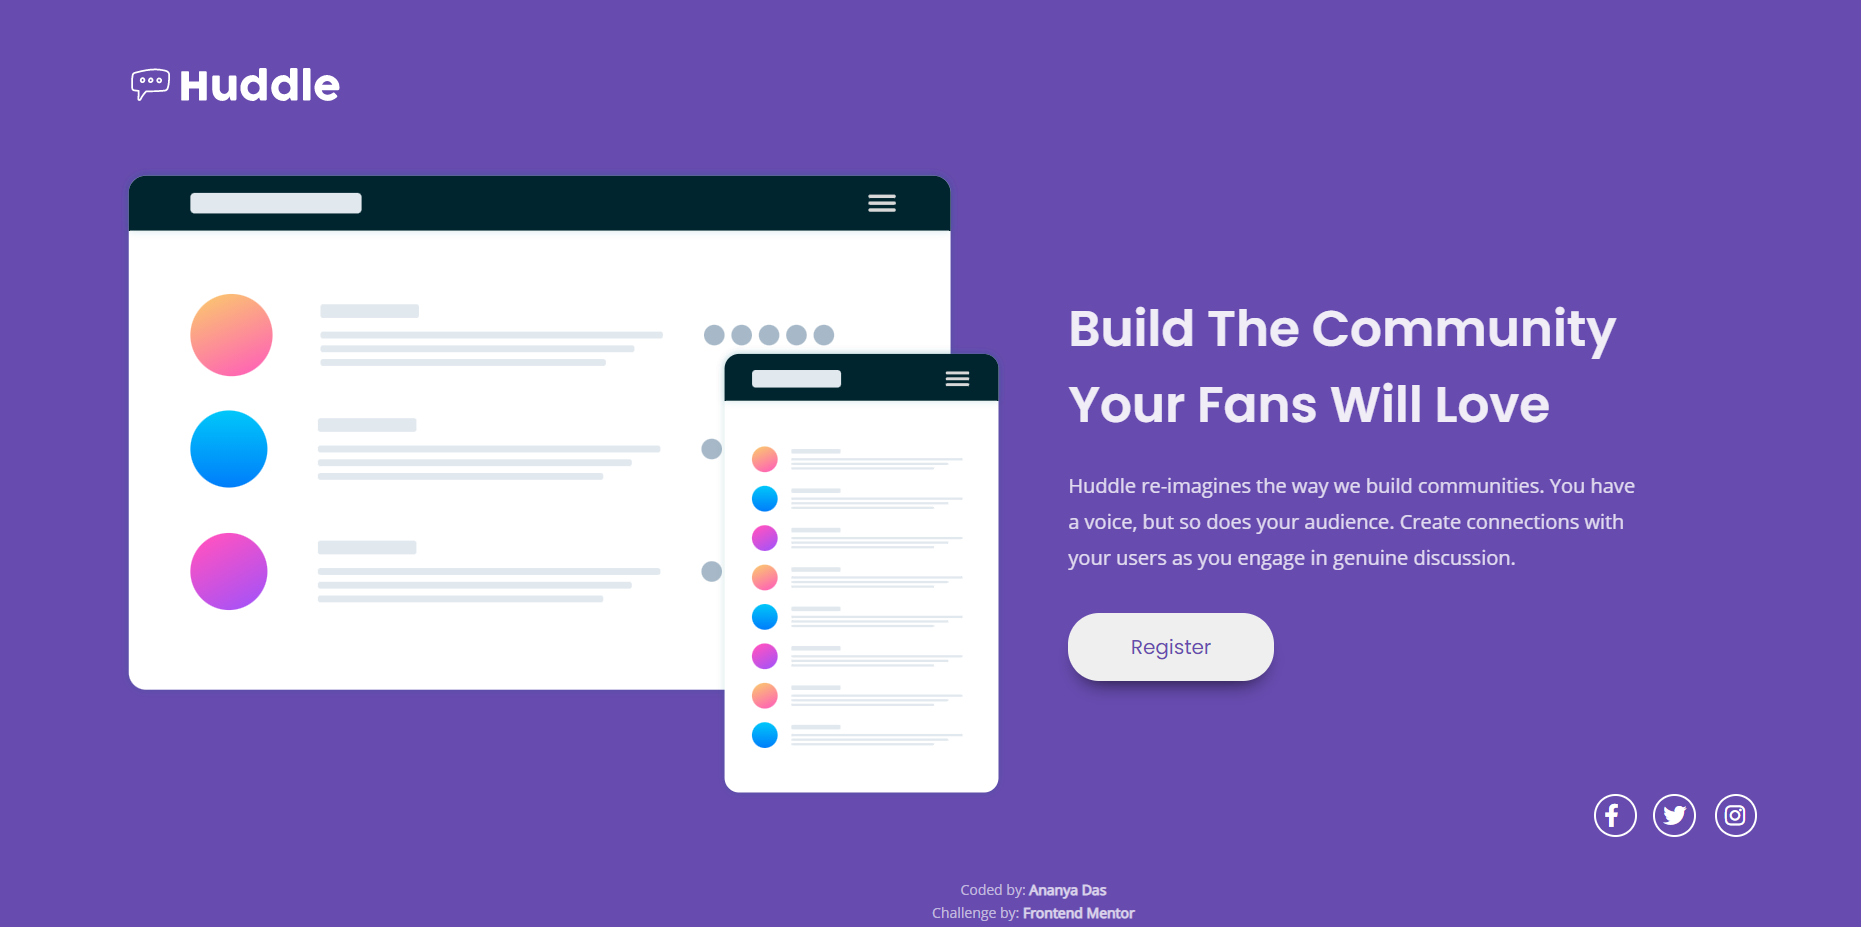 Huddle
Build The Community
Your Fans Will Love
Huddle re-imagines the way we build communities. You have
a voice, but so does your audience. Create connections with
your users as you engage in genuine discussion.
Register
Coded by: Ananya Das
Challenge by: Frontend Mentor